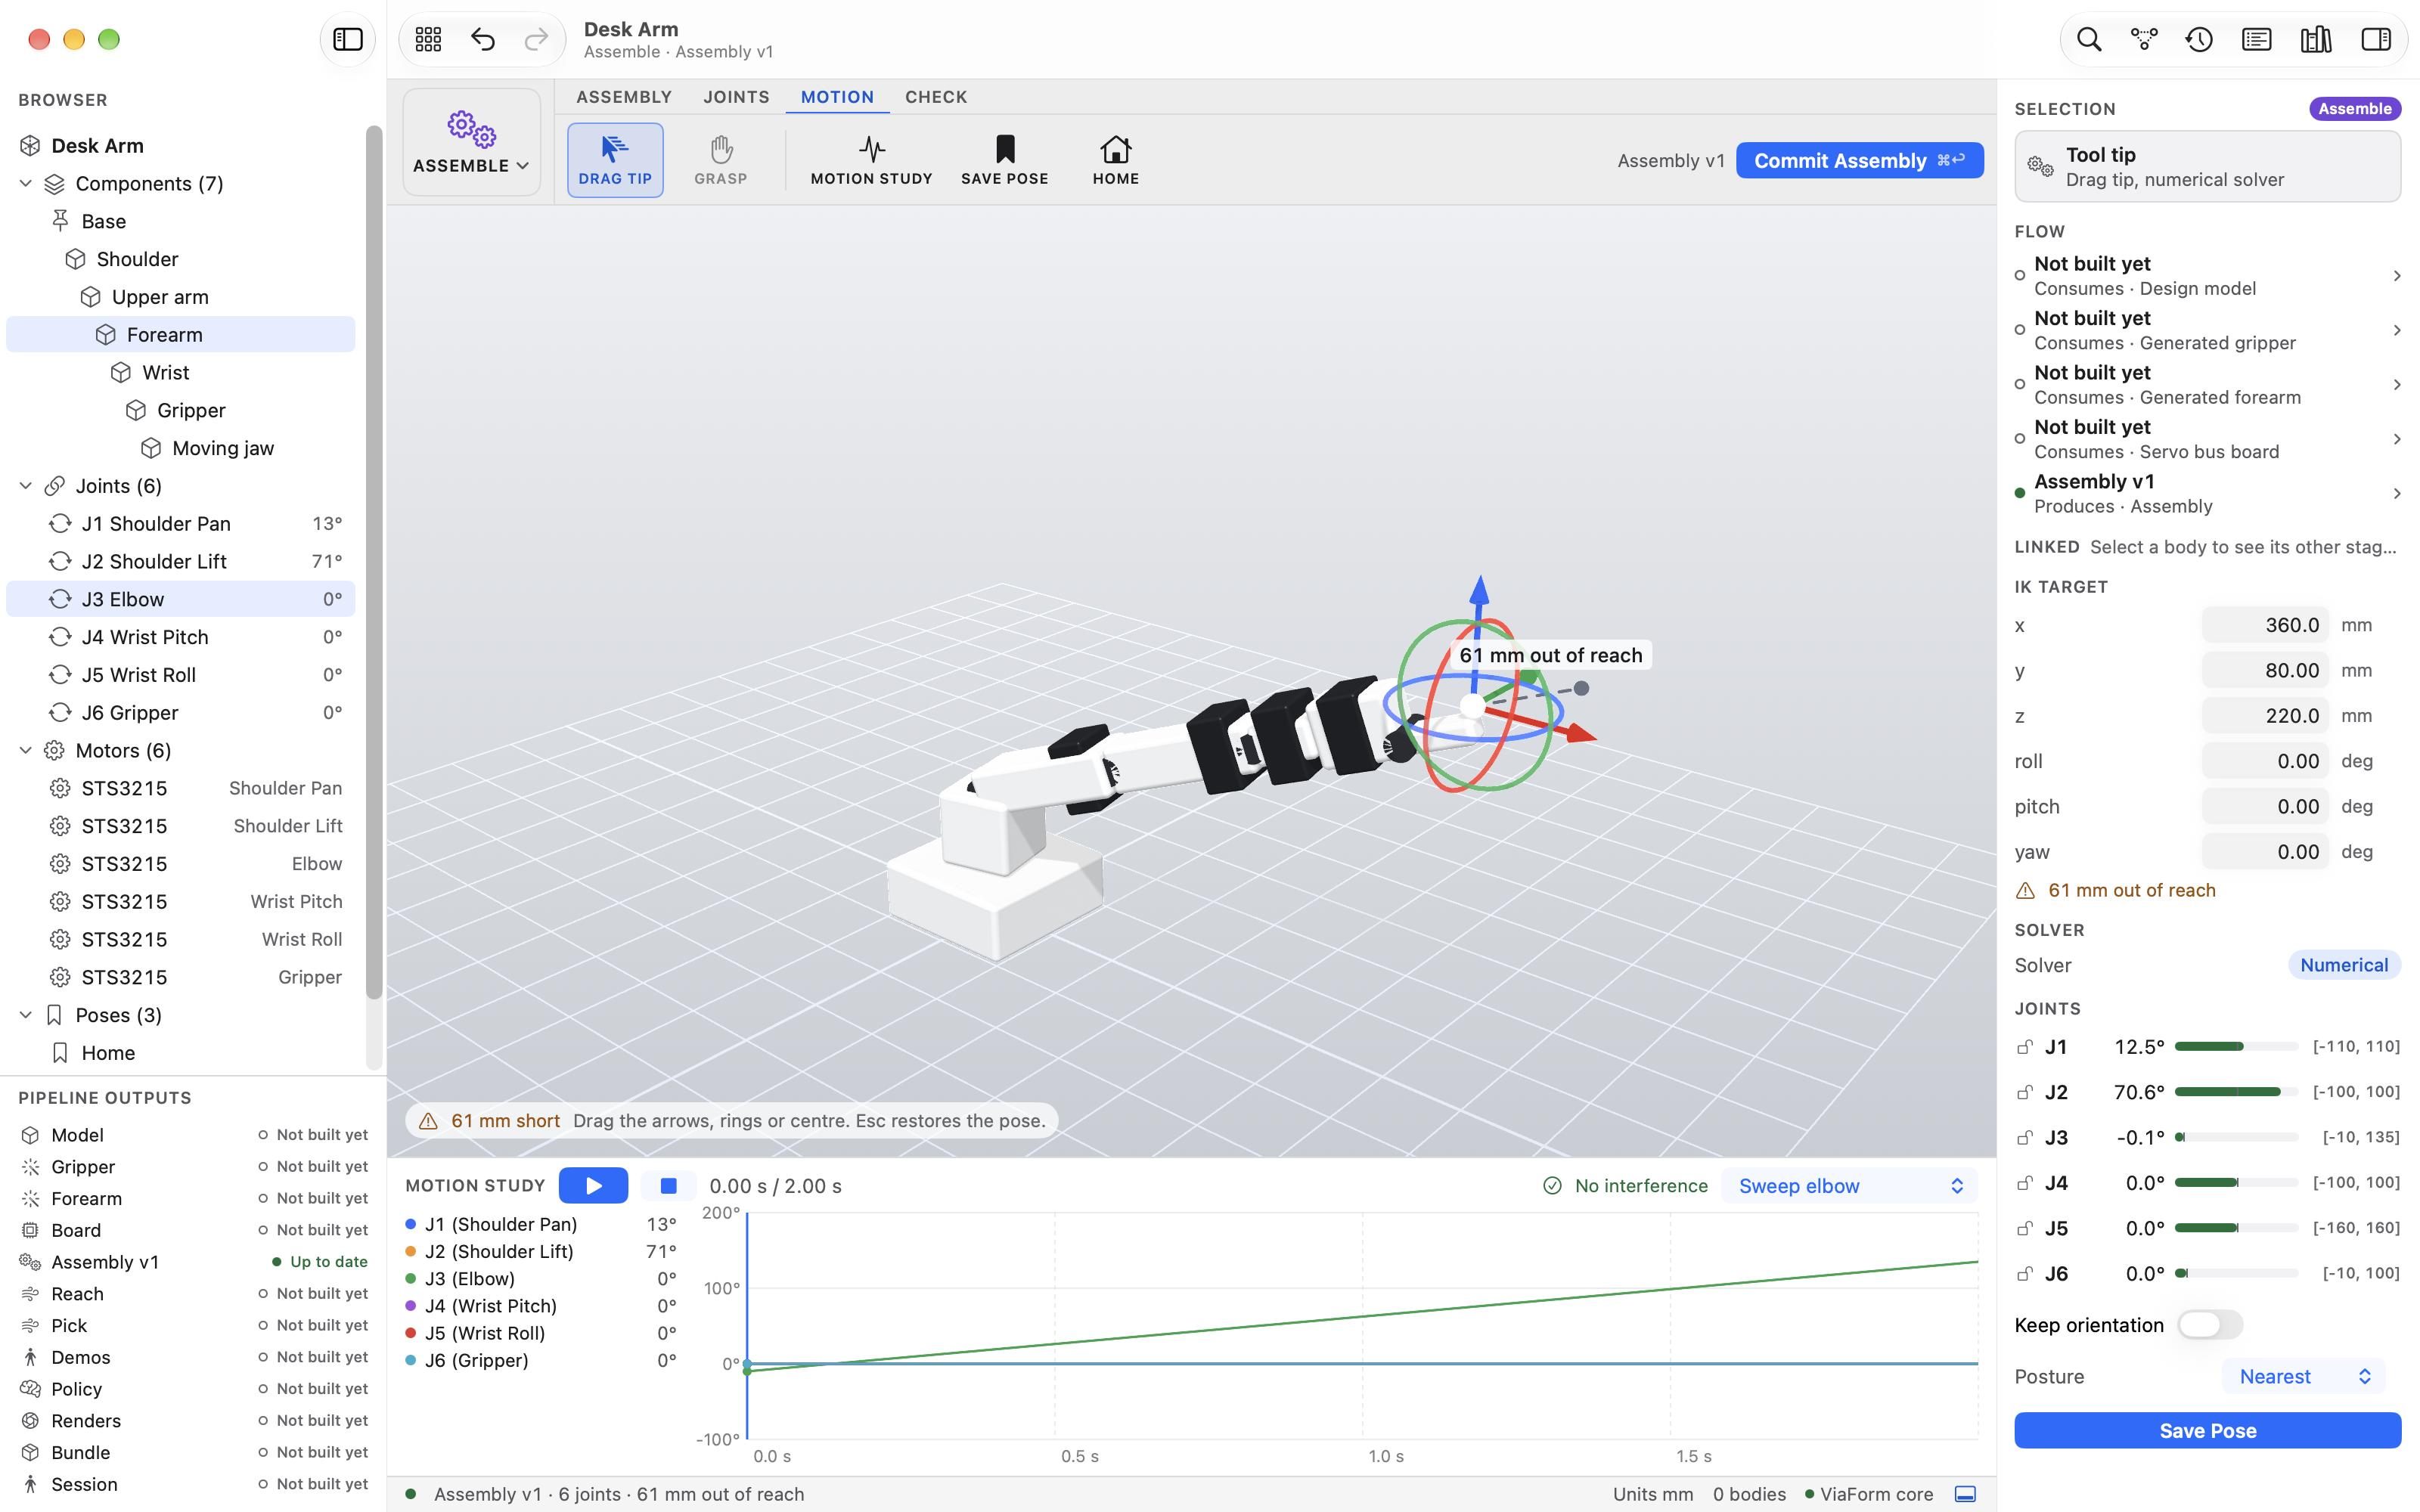 Desk Arm
Assemble · Assembly v1
BROWSER
Desk Arm
Components (7)
Base
Shoulder
Upper arm
Forearm
Wrist
Gripper
Moving jaw
Joints (6)
J1 Shoulder Pan 13°
J2 Shoulder Lift 71°
J3 Elbow 0°
J4 Wrist Pitch 0°
J5 Wrist Roll 0°
J6 Gripper 0°
Motors (6)
STS3215 Shoulder Pan
STS3215 Shoulder Lift
STS3215 Elbow
STS3215 Wrist Pitch
STS3215 Wrist Roll
STS3215 Gripper
Poses (3)
Home
PIPELINE OUTPUTS
Model Not built yet
Gripper Not built yet
Forearm Not built yet
Board Not built yet
Assembly v1 Up to date
Reach Not built yet
Pick Not built yet
Demos Not built yet
Policy Not built yet
Renders Not built yet
Bundle Not built yet
Session Not built yet
ASSEMBLE
ASSEMBLY JOINTS MOTION CHECK
DRAG TIP GRASP MOTION STUDY SAVE POSE HOME
Assembly v1 Commit Assembly ⌘↩
61 mm out of reach
61 mm short Drag the arrows, rings or centre. Esc restores the pose.
MOTION STUDY 0.00 s / 2.00 s No interference Sweep elbow
J1 (Shoulder Pan) 13°
J2 (Shoulder Lift) 71°
J3 (Elbow) 0°
J4 (Wrist Pitch) 0°
J5 (Wrist Roll) 0°
J6 (Gripper) 0°
200°
100°
0°
-100°
0.0 s 0.5 s 1.0 s 1.5 s
Assembly v1 · 6 joints · 61 mm out of reach Units mm 0 bodies ViaForm core
SELECTION Assemble
Tool tip
Drag tip, numerical solver
FLOW
Not built yet
Consumes · Design model
Not built yet
Consumes · Generated gripper
Not built yet
Consumes · Generated forearm
Not built yet
Consumes · Servo bus board
Assembly v1
Produces · Assembly
LINKED Select a body to see its other stag...
IK TARGET
x 360.0 mm
y 80.00 mm
z 220.0 mm
roll 0.00 deg
pitch 0.00 deg
yaw 0.00 deg
61 mm out of reach
SOLVER
Solver Numerical
JOINTS
J1 12.5° [-110, 110]
J2 70.6° [-100, 100]
J3 -0.1° [-10, 135]
J4 0.0° [-100, 100]
J5 0.0° [-160, 160]
J6 0.0° [-10, 100]
Keep orientation
Posture Nearest
Save Pose